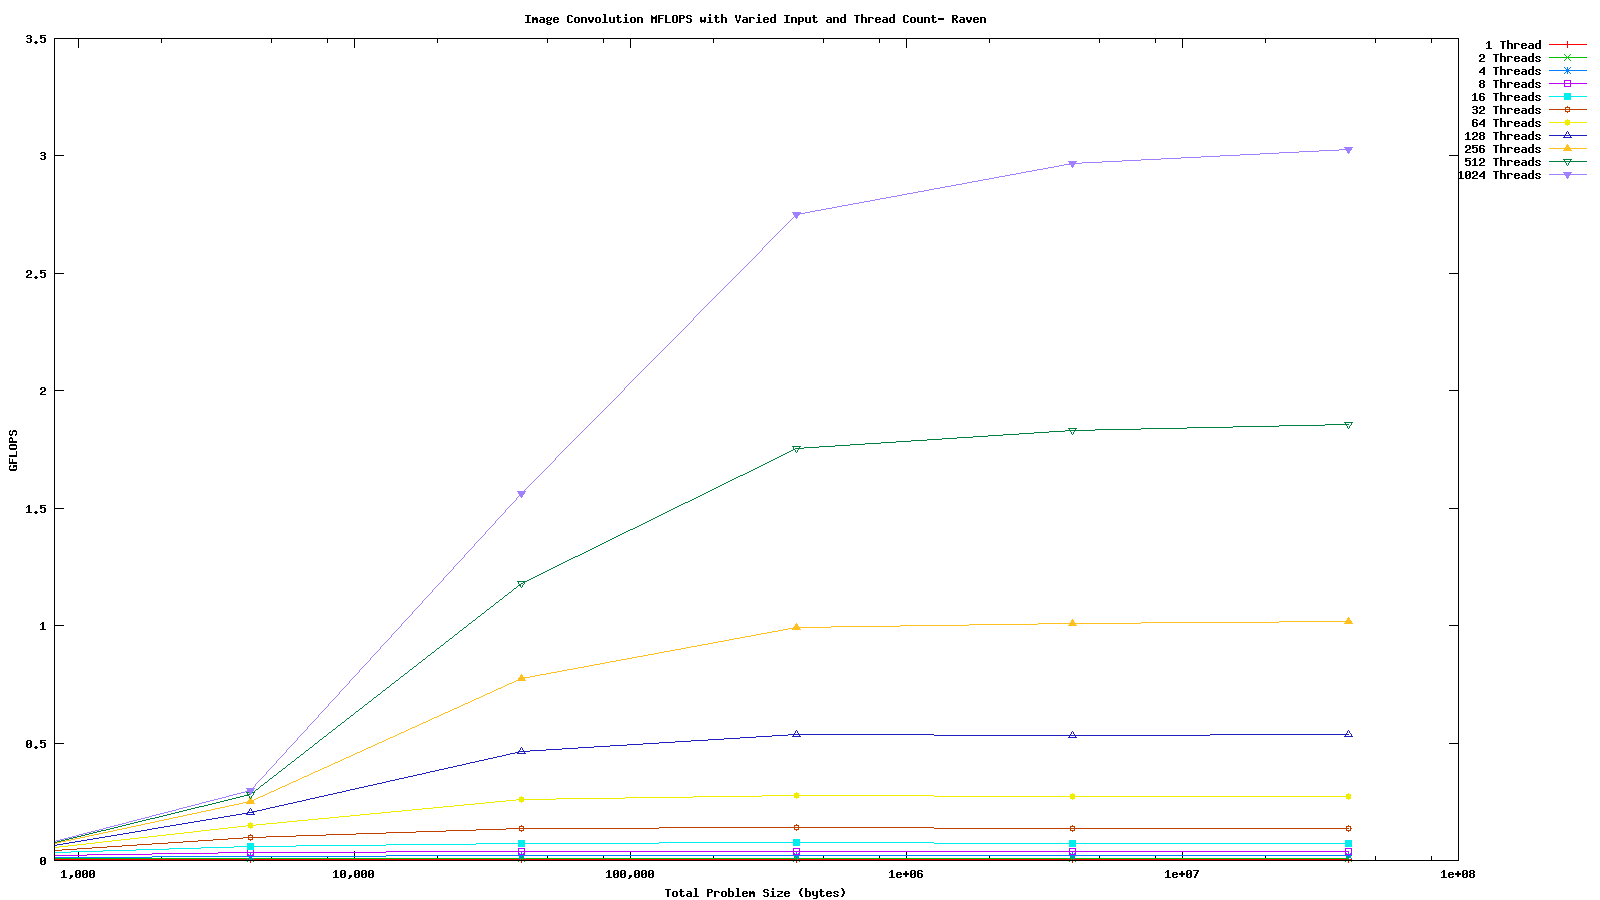 Image Convolution MFLOPS with Varied Input and Thread Count- Raven
3.5
3
2.5
2
1.5
1
0.5
0
GFLOPS
1,000
10,000
100,000
1e+06
1e+07
1e+08
Total Problem Size (bytes)
1 Thread
2 Threads
4 Threads
8 Threads
16 Threads
32 Threads
64 Threads
128 Threads
256 Threads
512 Threads
1024 Threads